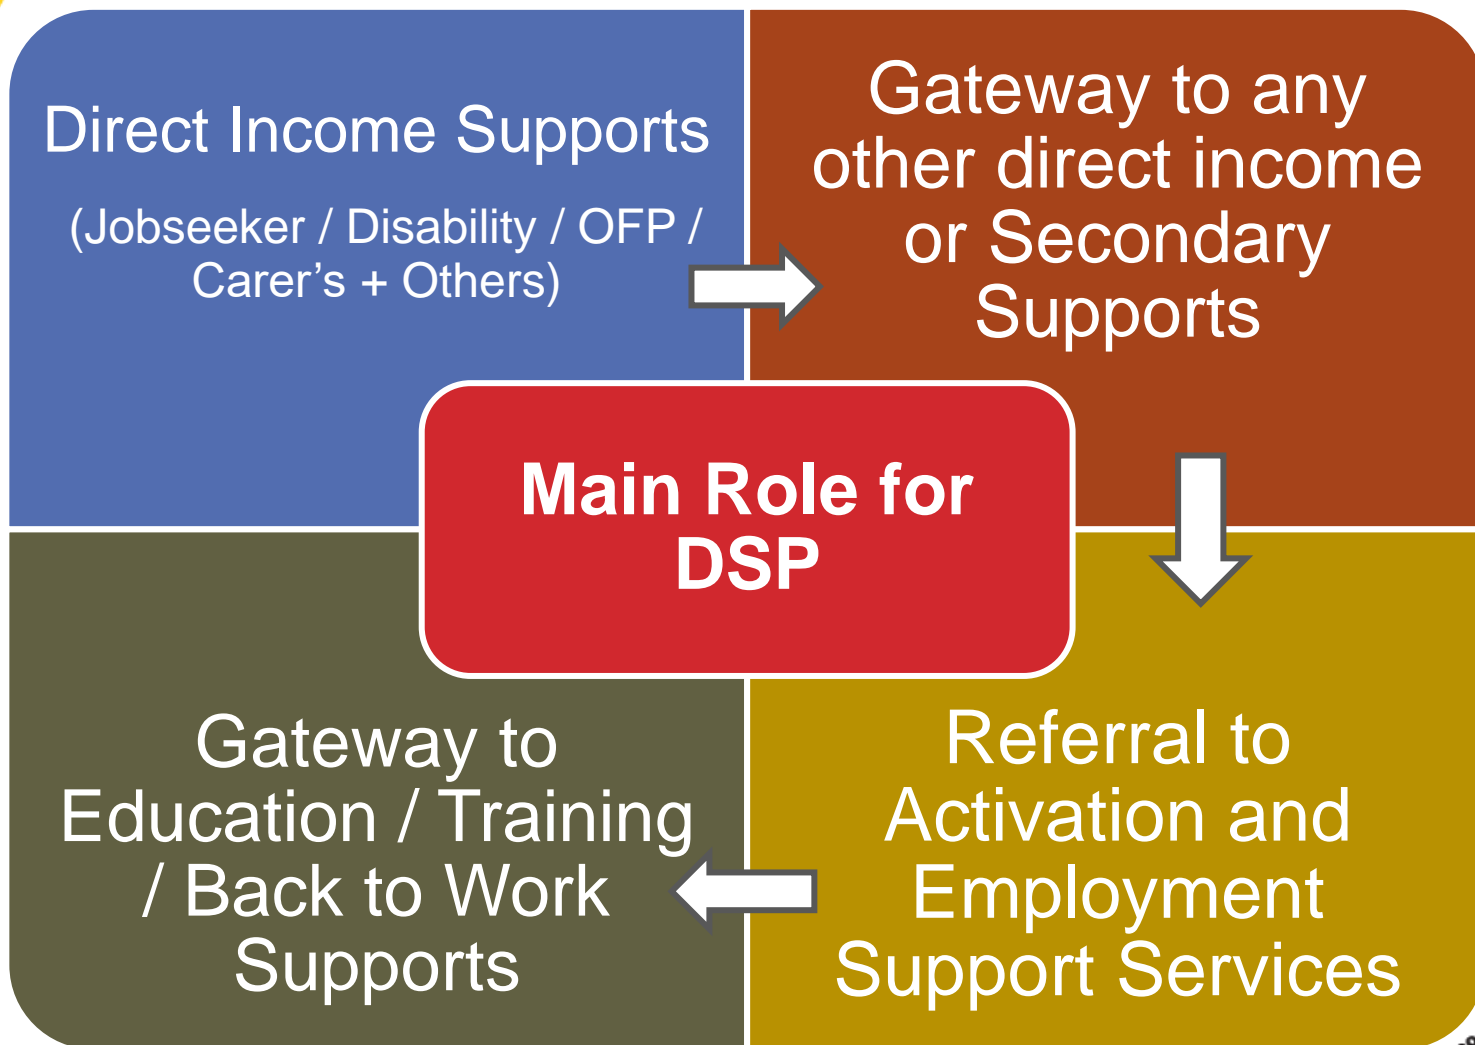 Direct Income Supports
(Jobseeker / Disability / OFP /
Carer’s + Others)
Gateway to any
other direct income
or Secondary
Supports
Main Role for
DSP
Gateway to
Education / Training
/ Back to Work
Supports
Referral to
Activation and
Employment
Support Services